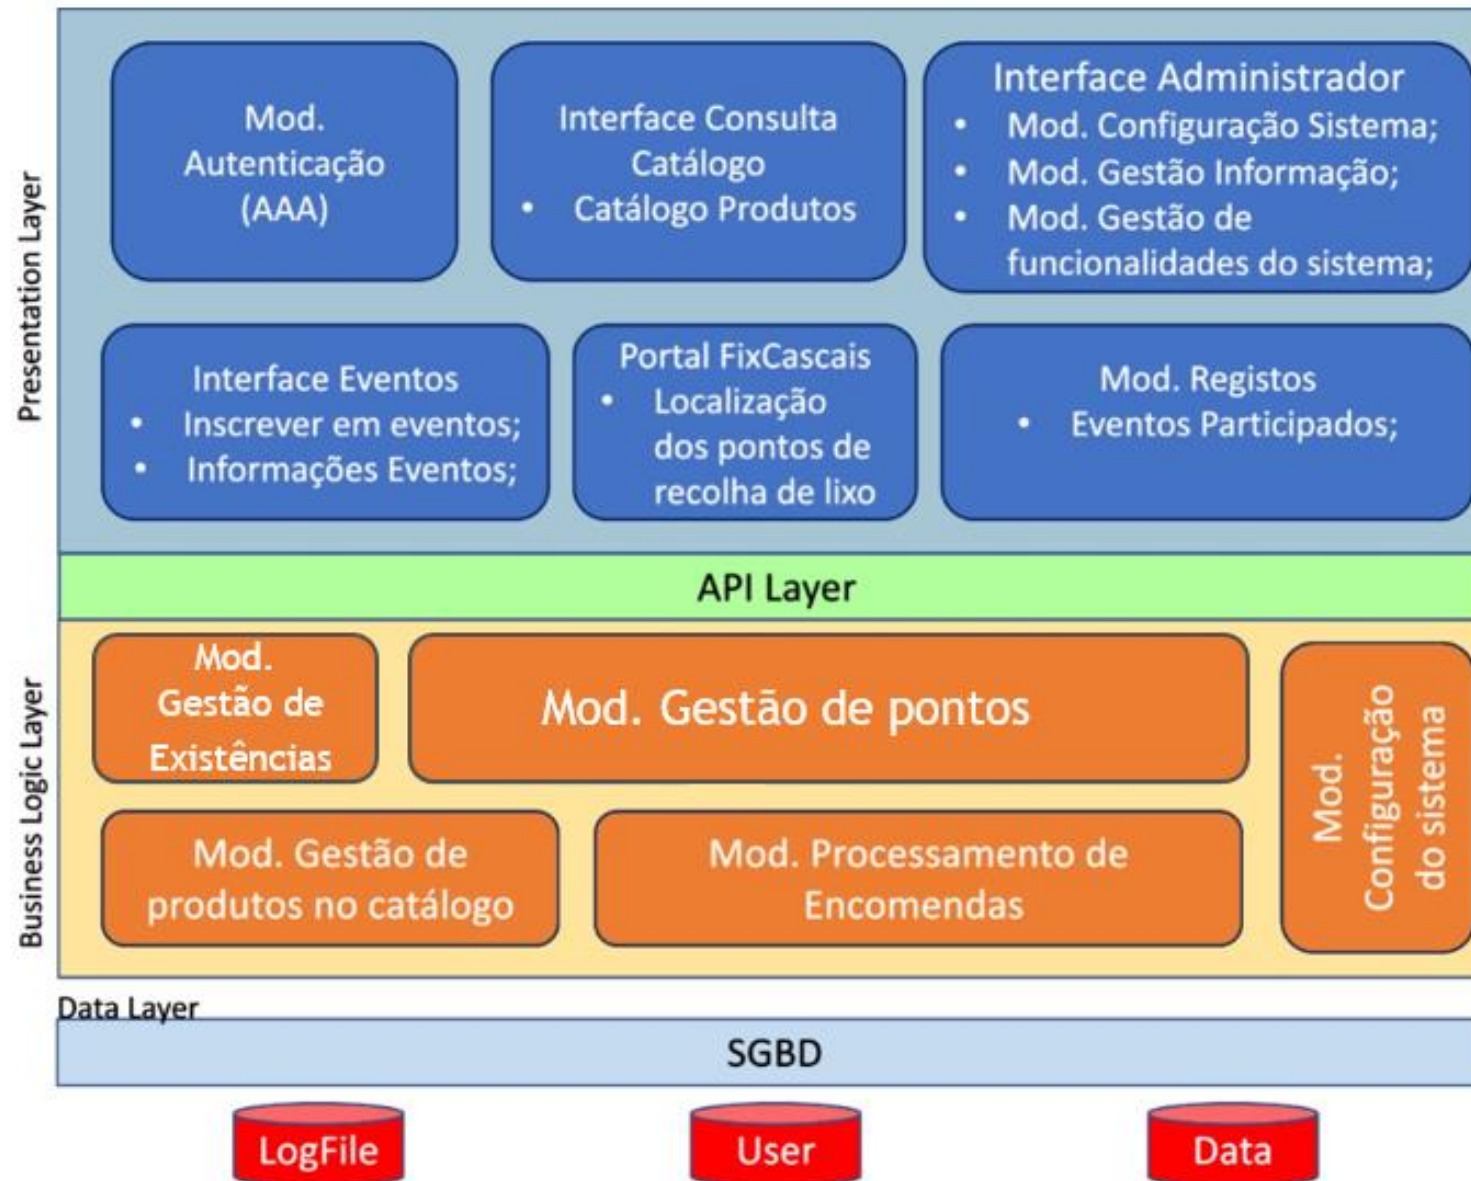 Presentation Layer
Mod.
Autenticação
(AAA)
Interface Consulta
Catálogo
• Catálogo Produtos
Interface Administrador
• Mod. Configuração Sistema;
• Mod. Gestão Informação;
• Mod. Gestão de
funcionalidades do sistema;
Interface Eventos
• Inscrever em eventos;
• Informações Eventos;
Portal FixCascais
• Localização
dos pontos de
recolha de lixo
Mod. Registos
• Eventos Participados;
API Layer
Business Logic Layer
Mod.
Gestão de
Existências
Mod. Gestão de pontos
Mod.
Configuração
do sistema
Mod. Gestão de
produtos no catálogo
Mod. Processamento de
Encomendas
Data Layer
SGBD
LogFile
User
Data